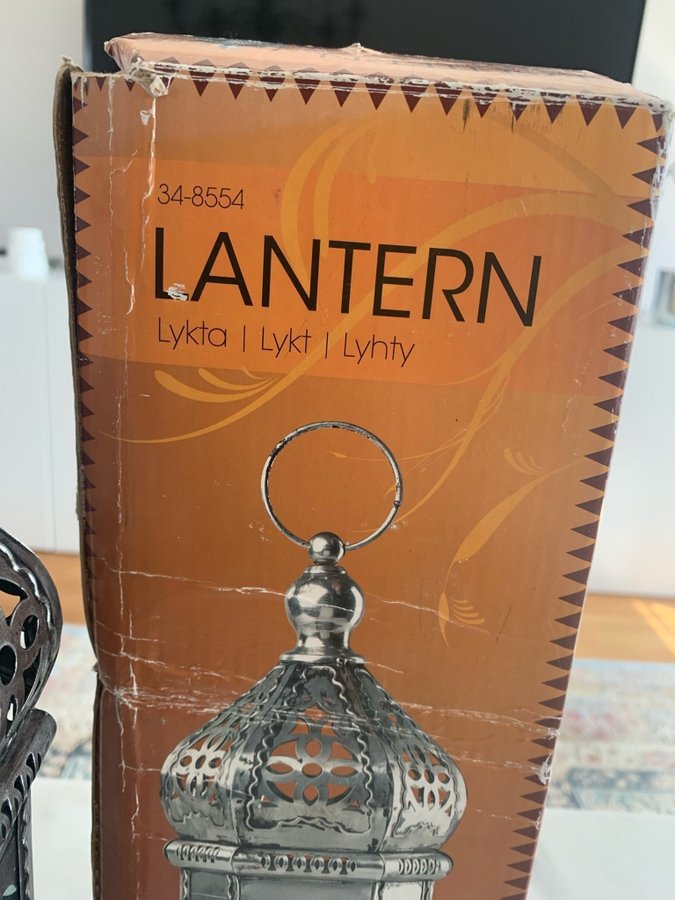 34-8554
LANTERN
Lykta | Lykt | Lyhty